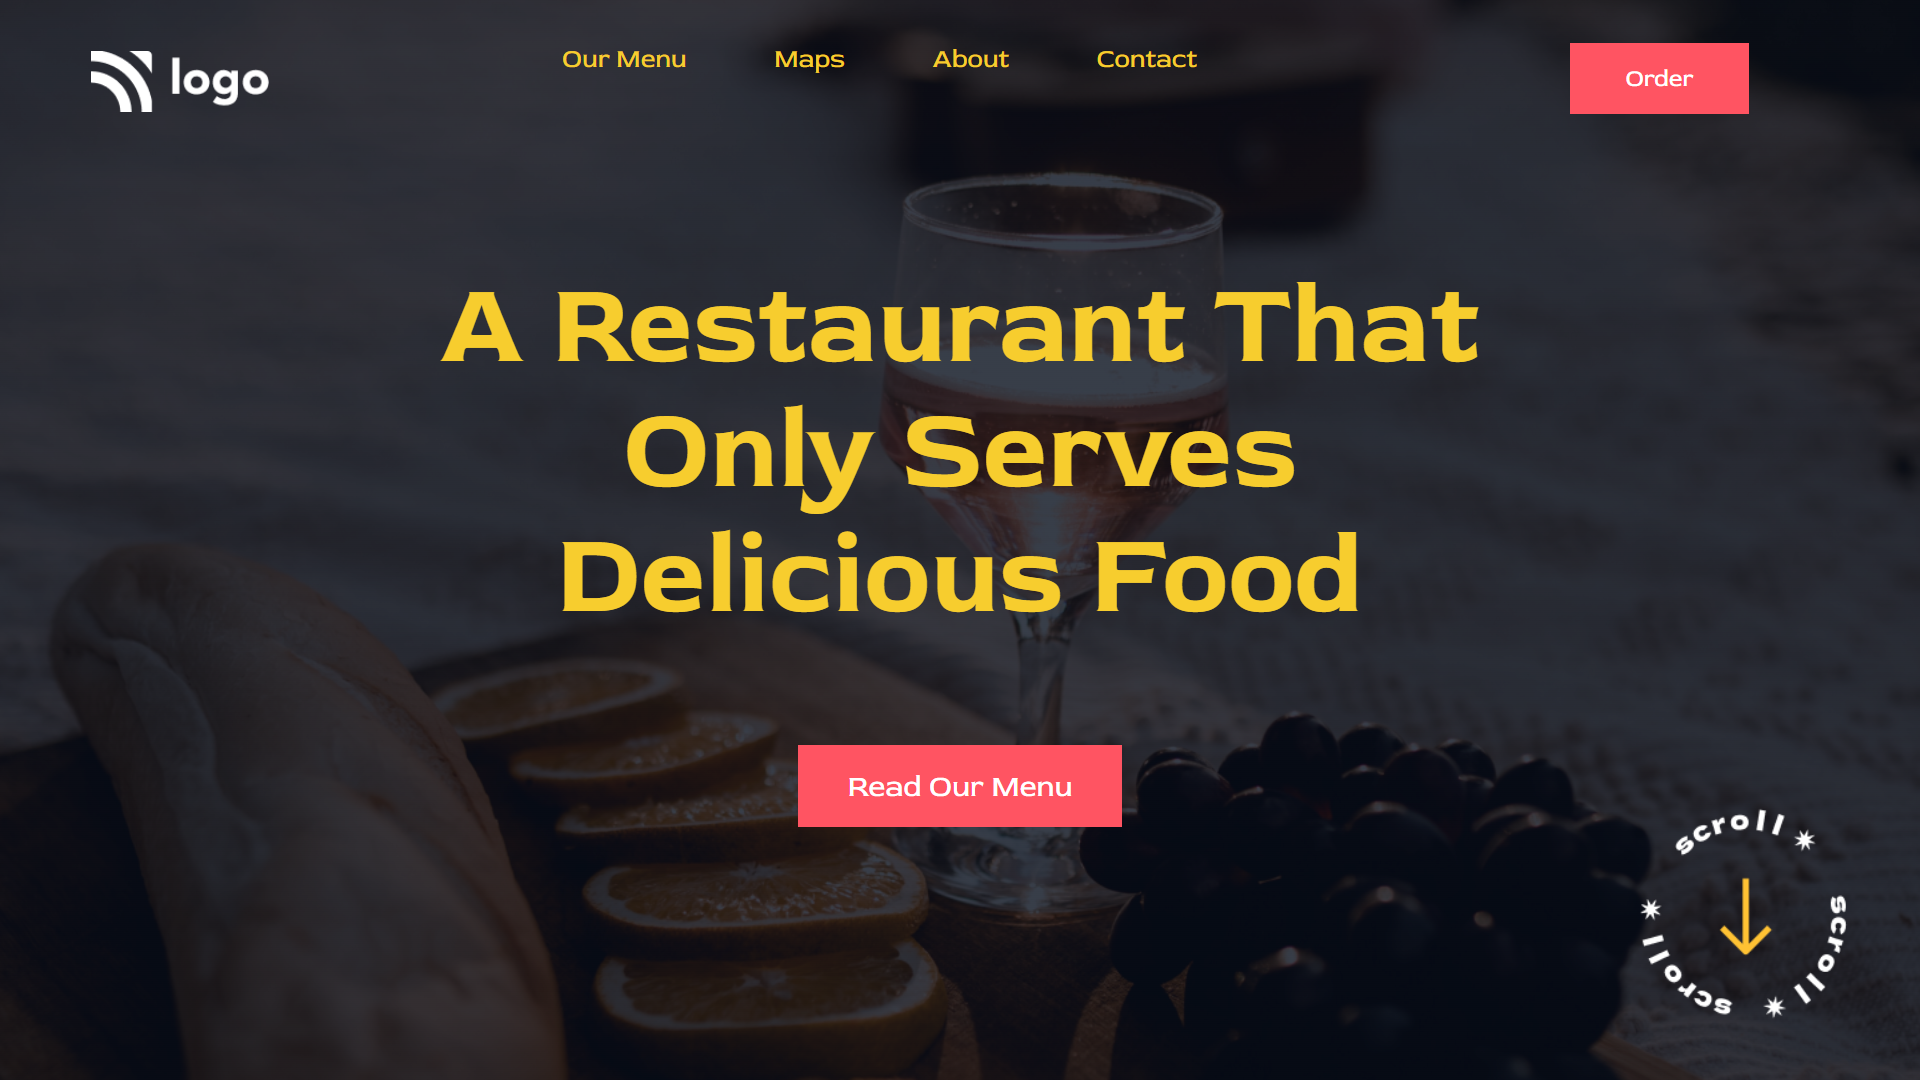 logo
Our Menu
Maps
About
Contact
Order
A Restaurant That
Only Serves
Delicious Food
Read Our Menu
scroll
scroll
scroll